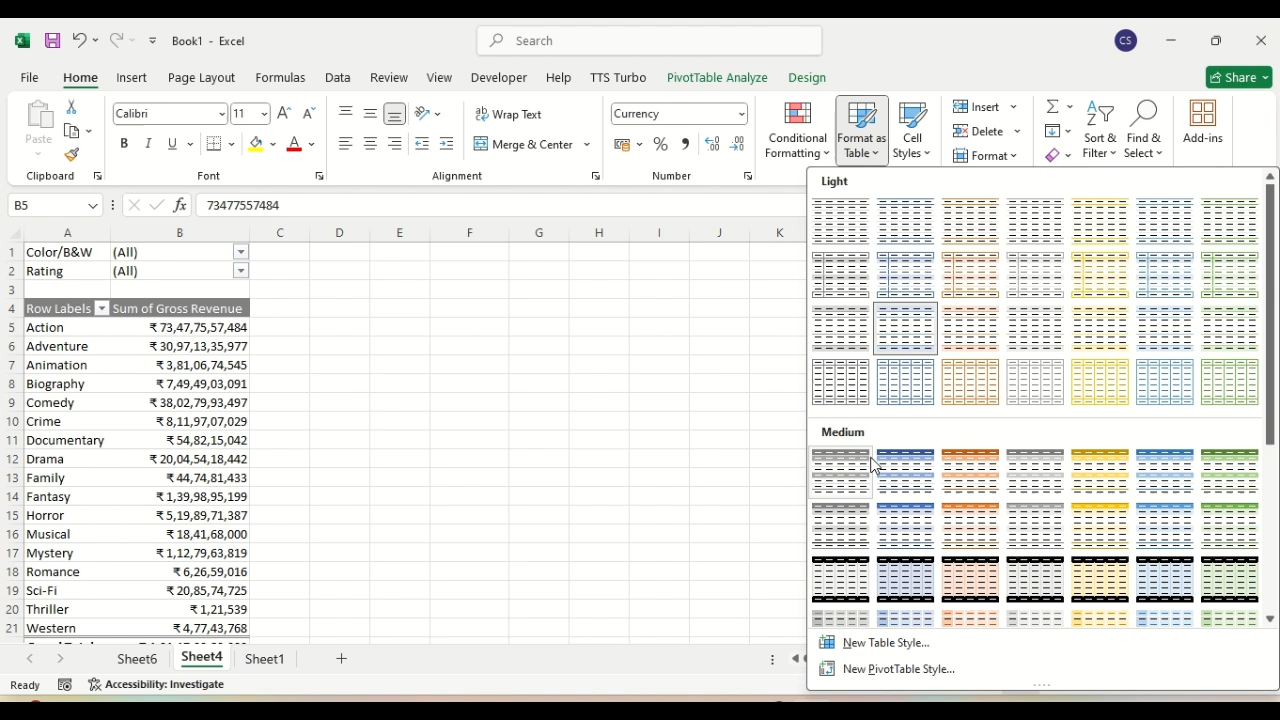 Book1 - Excel
Search
CS
File Home Insert Page Layout Formulas Data Review View Developer Help TTS Turbo PivotTable Analyze Design Share
Paste
Calibri 11
B I U A
Wrap Text
Merge & Center
Currency
Conditional Formatting
Format as Table
Cell Styles
Insert
Delete
Format
Sort & Filter
Find & Select
Add-ins
Clipboard Font Alignment Number
B5 fx 73477557484
A B C D E F G H I J K
1 Color/B&W (All)
2 Rating (All)
3
4 Row Labels Sum of Gross Revenue
5 Action ₹ 73,47,75,57,484
6 Adventure ₹ 30,97,13,35,977
7 Animation ₹ 3,81,06,74,545
8 Biography ₹ 7,49,49,03,091
9 Comedy ₹ 38,02,79,93,497
10 Crime ₹ 8,11,97,07,029
11 Documentary ₹ 54,82,15,042
12 Drama ₹ 20,04,54,18,442
13 Family ₹ 44,74,81,433
14 Fantasy ₹ 1,39,98,95,199
15 Horror ₹ 5,19,89,71,387
16 Musical ₹ 18,41,68,000
17 Mystery ₹ 1,12,79,63,819
18 Romance ₹ 6,26,59,016
19 Sci-Fi ₹ 20,85,74,725
20 Thriller ₹ 1,21,539
21 Western ₹ 4,77,43,768
Light
Medium
New Table Style...
New PivotTable Style...
Sheet6 Sheet4 Sheet1
Ready Accessibility: Investigate